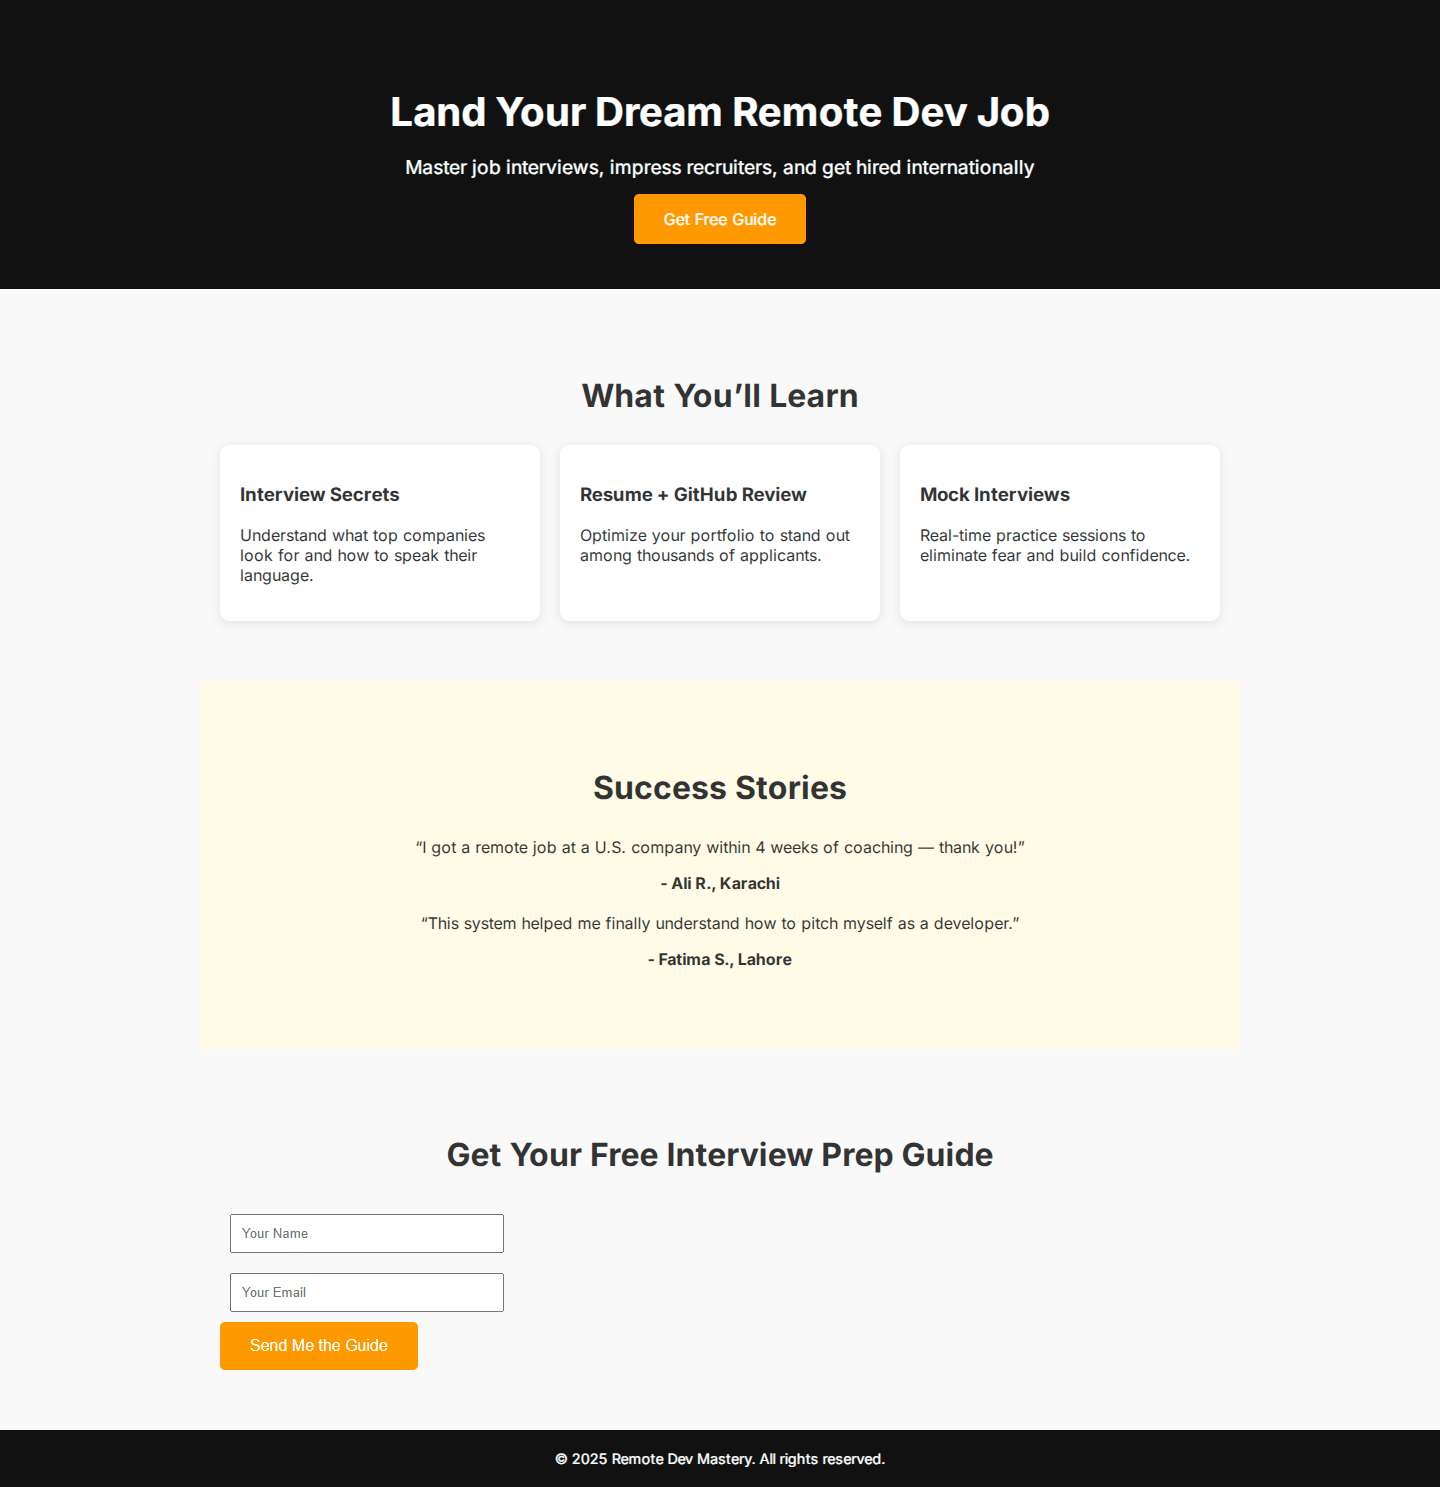 Land Your Dream Remote Dev Job
Master job interviews, impress recruiters, and get hired internationally
Get Free Guide
What You’ll Learn
Interview Secrets
Understand what top companies
look for and how to speak their
language.
Resume + GitHub Review
Optimize your portfolio to stand out
among thousands of applicants.
Mock Interviews
Real-time practice sessions to
eliminate fear and build confidence.
Success Stories
“I got a remote job at a U.S. company within 4 weeks of coaching — thank you!”
- Ali R., Karachi
“This system helped me finally understand how to pitch myself as a developer.”
- Fatima S., Lahore
Get Your Free Interview Prep Guide
Your Name
Your Email
Send Me the Guide
© 2025 Remote Dev Mastery. All rights reserved.